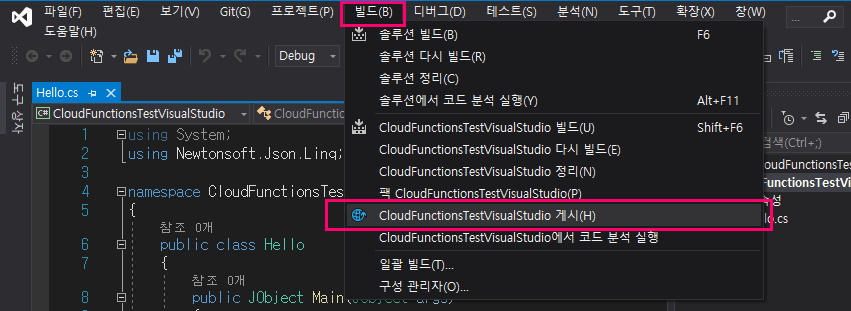 파일(F) 편집(E) 보기(V) Git(G) 프로젝트(P) 빌드(B) 디버그(D) 테스트(S) 분석(N) 도구(T) 확장(X) 창(W) ...
도움말(H)
Debug
솔루션 빌드(B) F6
솔루션 다시 빌드(R)
솔루션 정리(C)
솔루션에서 코드 분석 실행(Y) Alt+F11
CloudFunctionsTestVisualStudio 빌드(U) Shift+F6
CloudFunctionsTestVisualStudio 다시 빌드(E)
CloudFunctionsTestVisualStudio 정리(N)
팩 CloudFunctionsTestVisualStudio(P)
CloudFunctionsTestVisualStudio 게시(H)
CloudFunctionsTestVisualStudio에서 코드 분석 실행
일괄 빌드(T)...
구성 관리자(O)...
도구 상자
Hello.cs
C# CloudFunctionsTestVisualStudio CloudFunction
1 using System;
2 using Newtonsoft.Json.Linq;
3
4 namespace CloudFunctionsTes
5 {
참조 0개
6 public class Hello
7 {
참조 0개
8 public JObject Main(JObject args)
{
검색(Ctrl+;)
oudFunctionsTe
FunctionsTestVi
속성
lo.cs